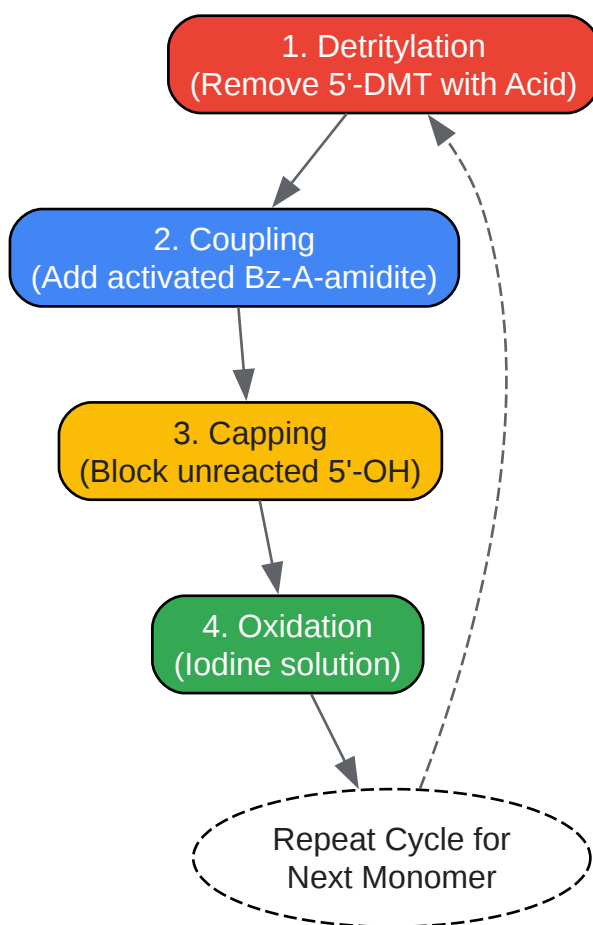 1. Detritylation
(Remove 5'-DMT with Acid)
2. Coupling
(Add activated Bz-A-amidite)
3. Capping
(Block unreacted 5'-OH)
4. Oxidation
(Iodine solution)
Repeat Cycle for
Next Monomer